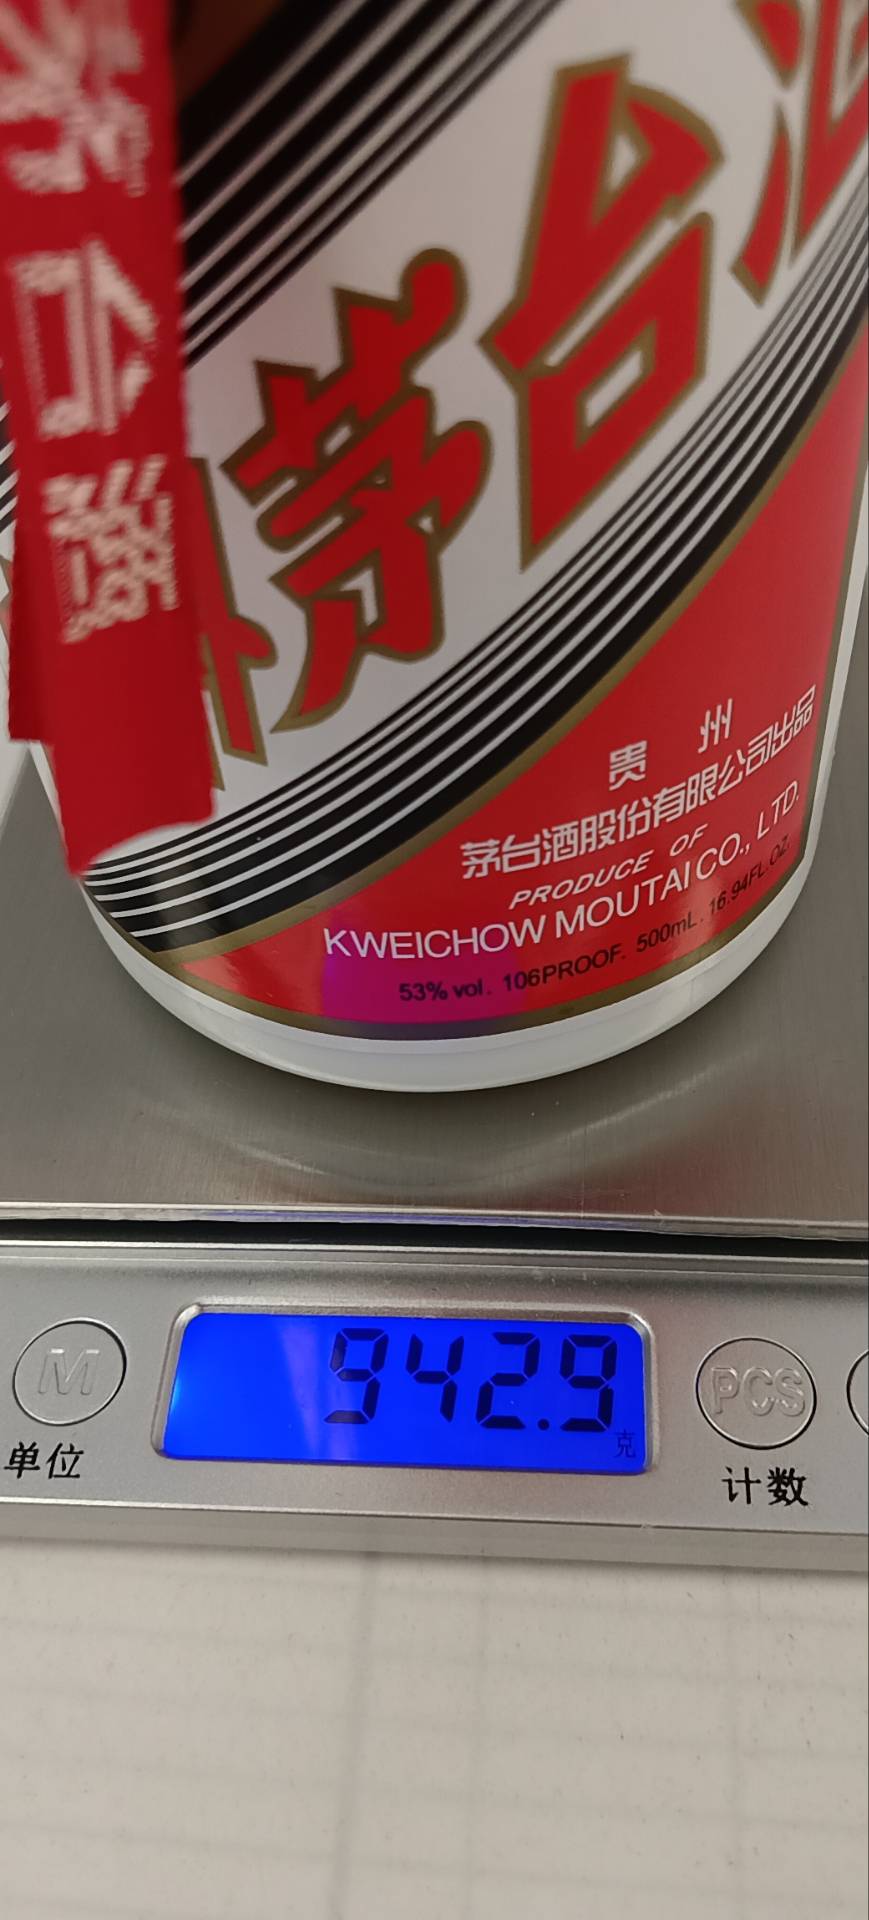 茅台酒
贵州
茅台酒股份有限公司出品
PRODUCE OF
KWEICHOW MOUTAI CO., LTD.
53% vol. 106PROOF. 500mL. 16.94FL.OZ.
942.9
克
M
PCS
单位
计数